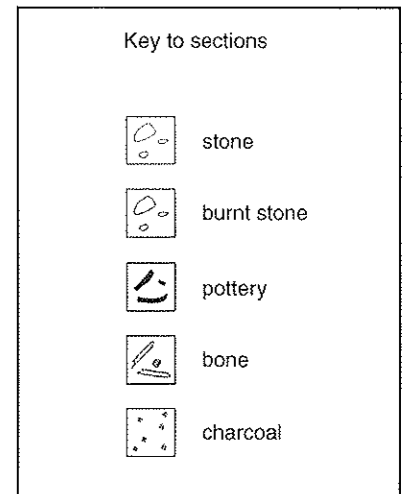 Key to sections
stone
burnt stone
pottery
bone
charcoal